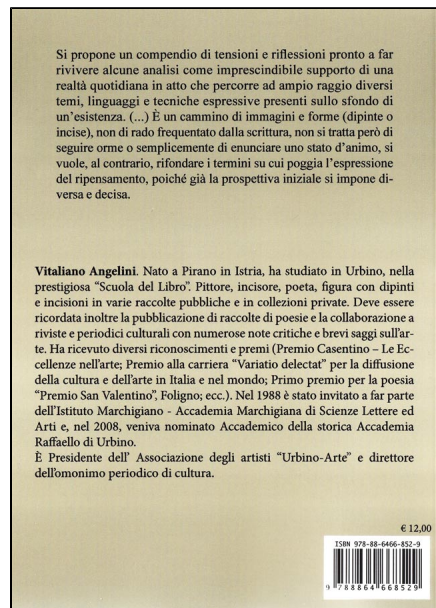 Si propone un compendio di tensioni e riflessioni pronto a far
rivivere alcune analisi come imprescindibile supporto di una
realtà quotidiana in atto che percorre ad ampio raggio diversi
temi, linguaggi e tecniche espressive presenti sullo sfondo di
un'esistenza. (...) È un cammino di immagini e forme (dipinte o
incise), non di rado frequentato dalla scrittura, non si tratta però di
seguire orme o semplicemente di enunciare uno stato d'animo, si
vuole, al contrario, rifondare i termini su cui poggia l'espressione
del ripensamento, poiché già la prospettiva iniziale si impone di-
versa e decisa.
Vitaliano Angelini. Nato a Pirano in Istria, ha studiato in Urbino, nella
prestigiosa "Scuola del Libro". Pittore, incisore, poeta, figura con dipinti
e incisioni in varie raccolte pubbliche e in collezioni private. Deve essere
ricordata inoltre la pubblicazione di raccolte di poesie e la collaborazione a
riviste e periodici culturali con numerose note critiche e brevi saggi sull'ar-
te. Ha ricevuto diversi riconoscimenti e premi (Premio Casentino – Le Ec-
cellenze nell'arte; Premio alla carriera "Variatio delectat" per la diffusione
della cultura e dell'arte in Italia e nel mondo; Primo premio per la poesia
"Premio San Valentino", Foligno; ecc.). Nel 1988 è stato invitato a far parte
dell'Istituto Marchigiano - Accademia Marchigiana di Scienze Lettere ed
Arti e, nel 2008, veniva nominato Accademico della storica Accademia
Raffaello di Urbino.
È Presidente dell' Associazione degli artisti "Urbino-Arte" e direttore
dell'omonimo periodico di cultura.
€ 12,00
ISBN 978-88-6466-852-9
9 788864 668529